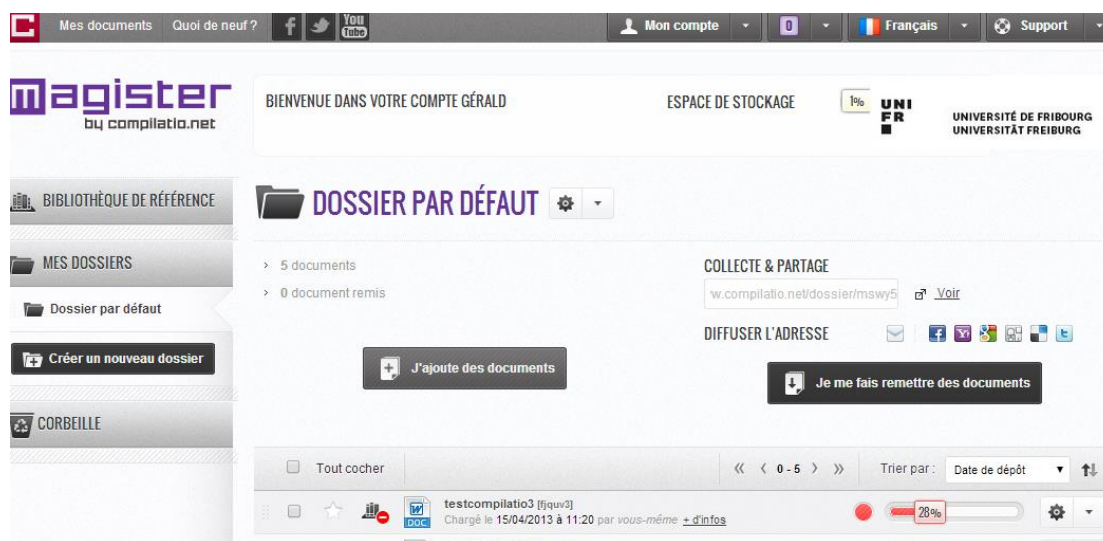 Mes documents Quoi de neuf ? f You Tube Mon compte 0 Français Support
magister
by compilatio.net
BIENVENUE DANS VOTRE COMPTE GÉRALD ESPACE DE STOCKAGE 1%
UNI
FR
UNIVERSITÉ DE FRIBOURG
UNIVERSITÄT FREIBURG
BIBLIOTHÈQUE DE RÉFÉRENCE
DOSSIER PAR DÉFAUT
MES DOSSIERS
Dossier par défaut
Créer un nouveau dossier
CORBEILLE
> 5 documents
> 0 document remis
J'ajoute des documents
COLLECTE & PARTAGE
w.compilatio.net/dossier/mswy5 Voir
DIFFUSER L'ADRESSE
Je me fais remettre des documents
Tout cocher 0 - 5 Trier par : Date de dépôt
testcompilatio3 [fjquv3]
DOC Chargé le 15/04/2013 à 11:20 par vous-même + d'infos 28%